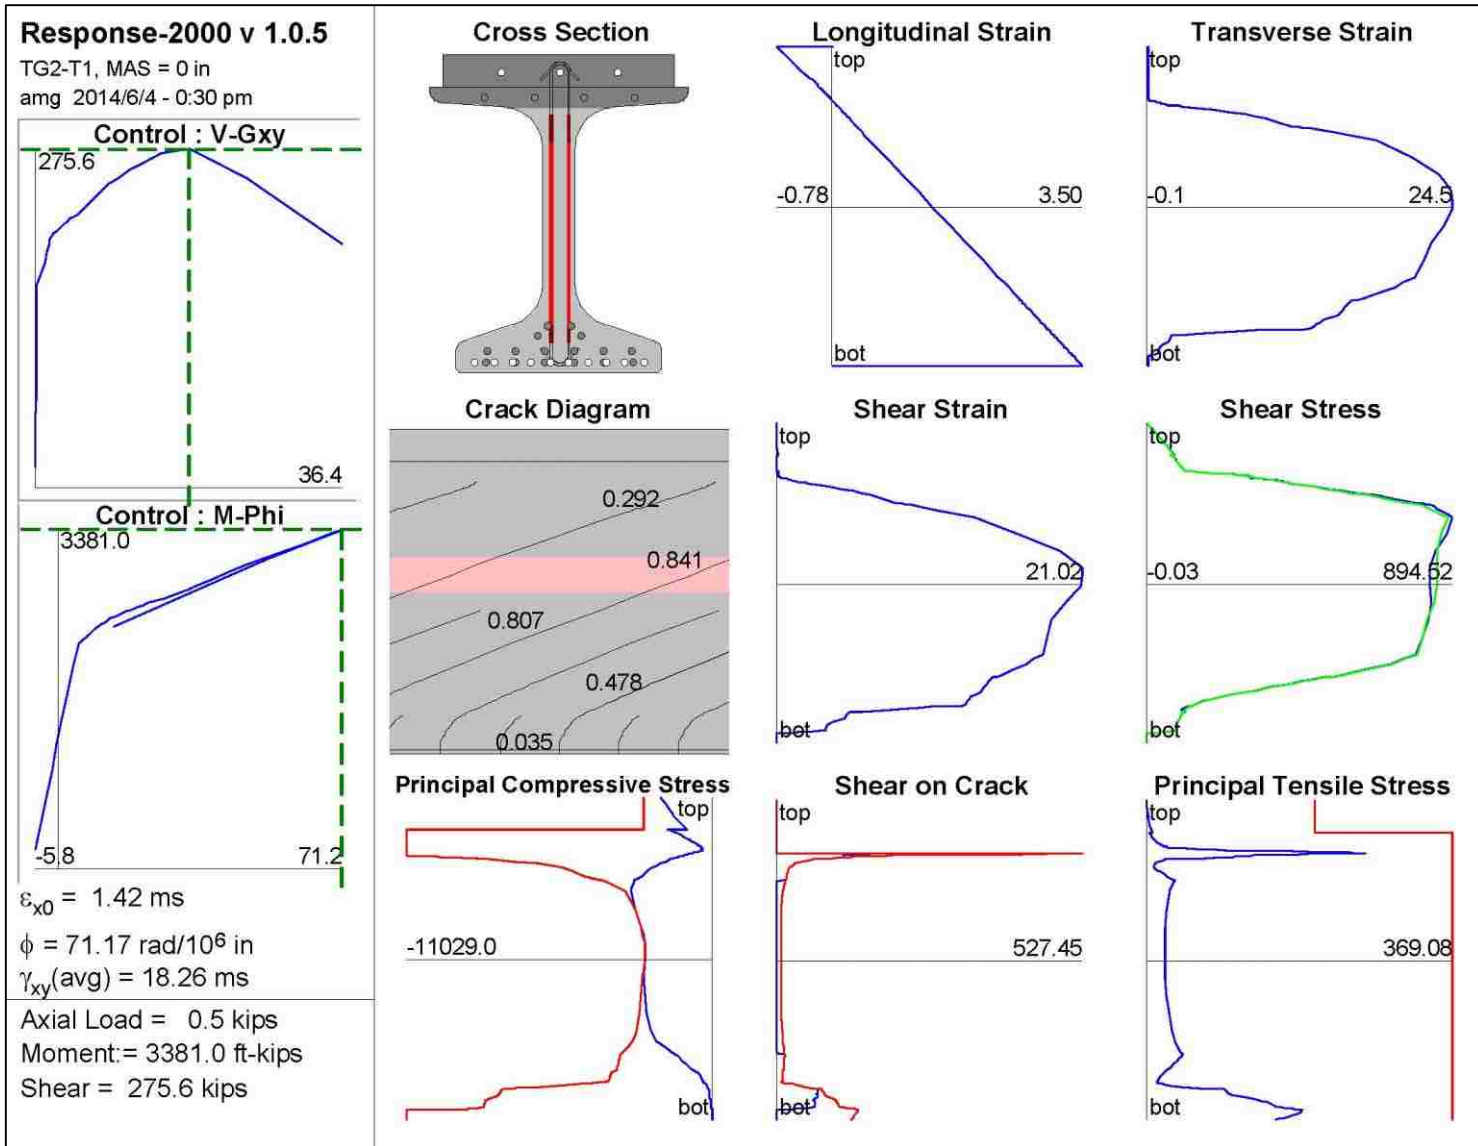 Response-2000 v 1.0.5
TG2-T1, MAS = 0 in
amg 2014/6/4 - 0:30 pm
Control : V-Gxy
275.6
36.4
Control : M-Phi
3381.0
-5.8
71.2
εx0 = 1.42 ms
ϕ = 71.17 rad/10⁶ in
γxy(avg) = 18.26 ms
Axial Load = 0.5 kips
Moment:= 3381.0 ft-kips
Shear = 275.6 kips
Cross Section
Longitudinal Strain
top
-0.78
3.50
bot
Transverse Strain
top
-0.1
24.5
bot
Crack Diagram
0.292
0.841
0.807
0.478
0.035
Shear Strain
top
21.02
bot
Shear Stress
top
-0.03
894.52
bot
Principal Compressive Stress
top
-11029.0
bot
Shear on Crack
top
527.45
bot
Principal Tensile Stress
top
369.08
bot